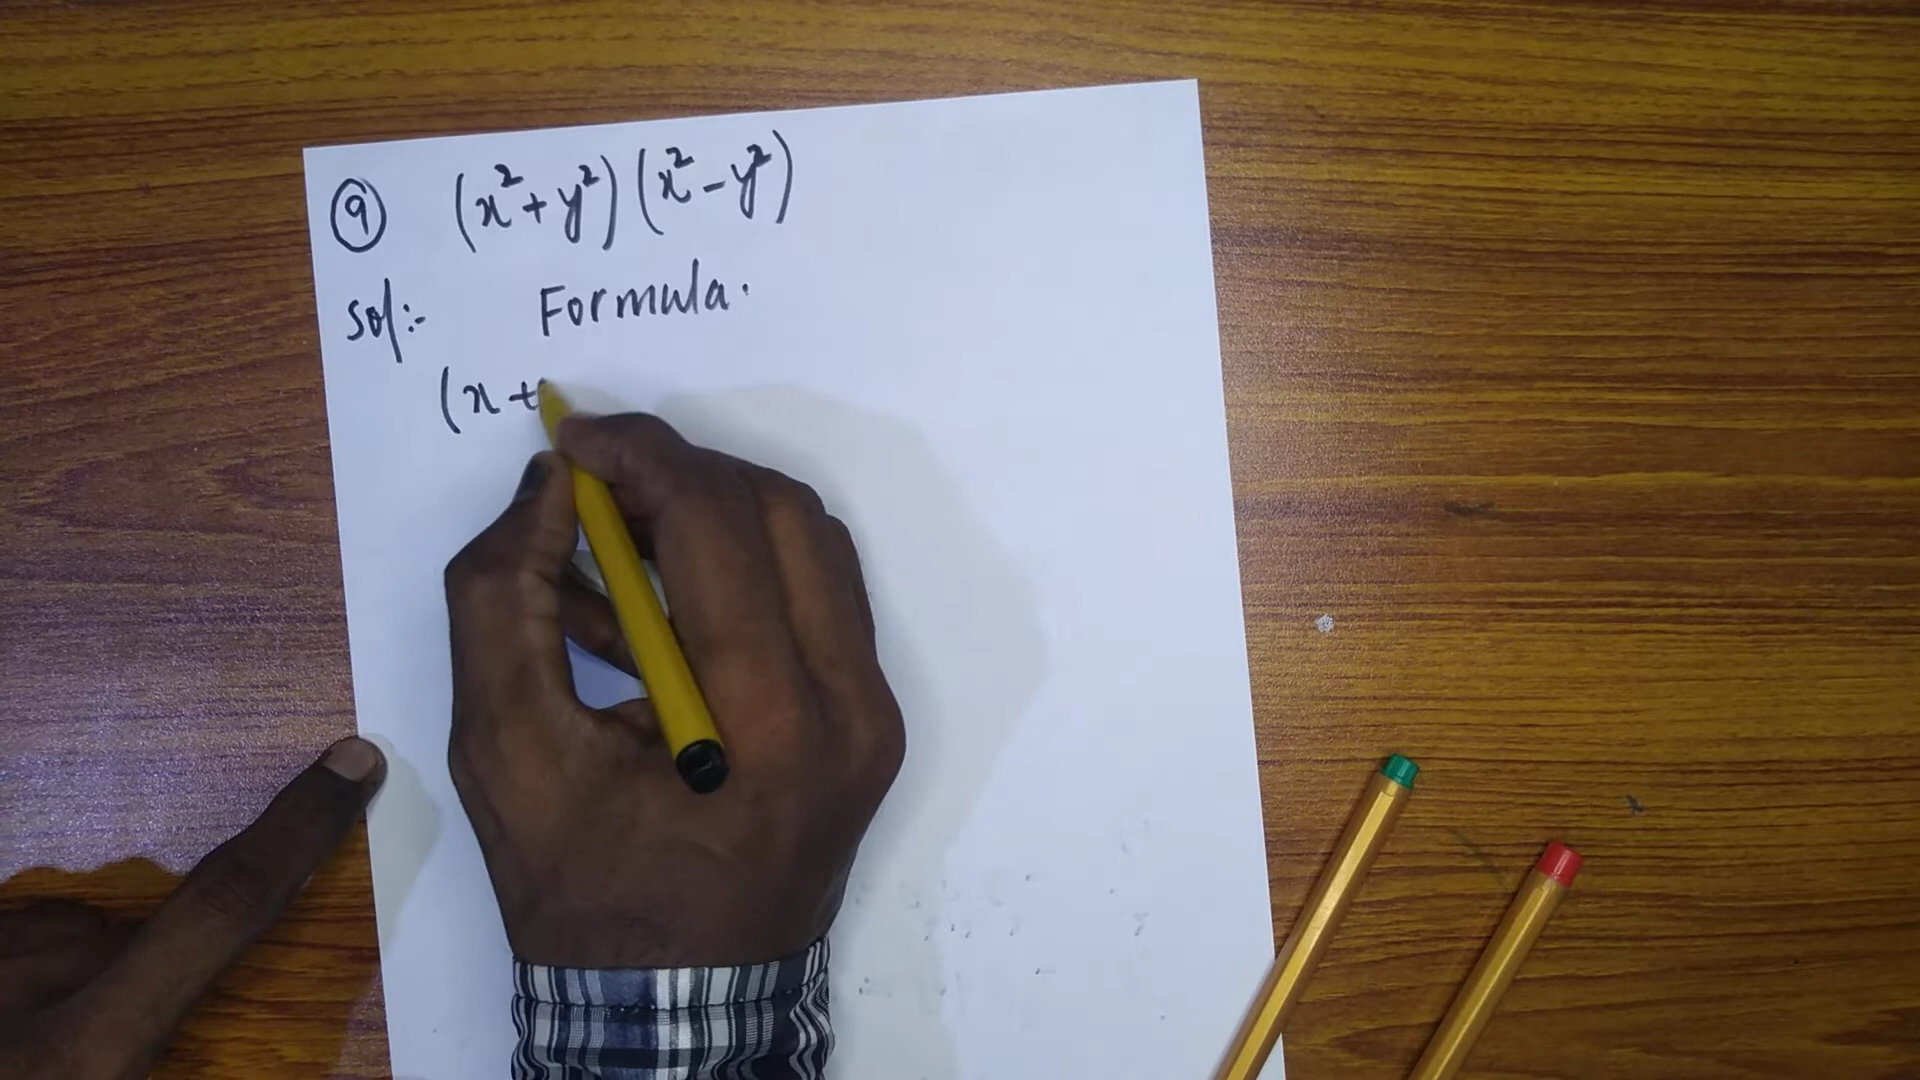 9 (x²+y²)(x²-y²)
Sol:- Formula.
(x+